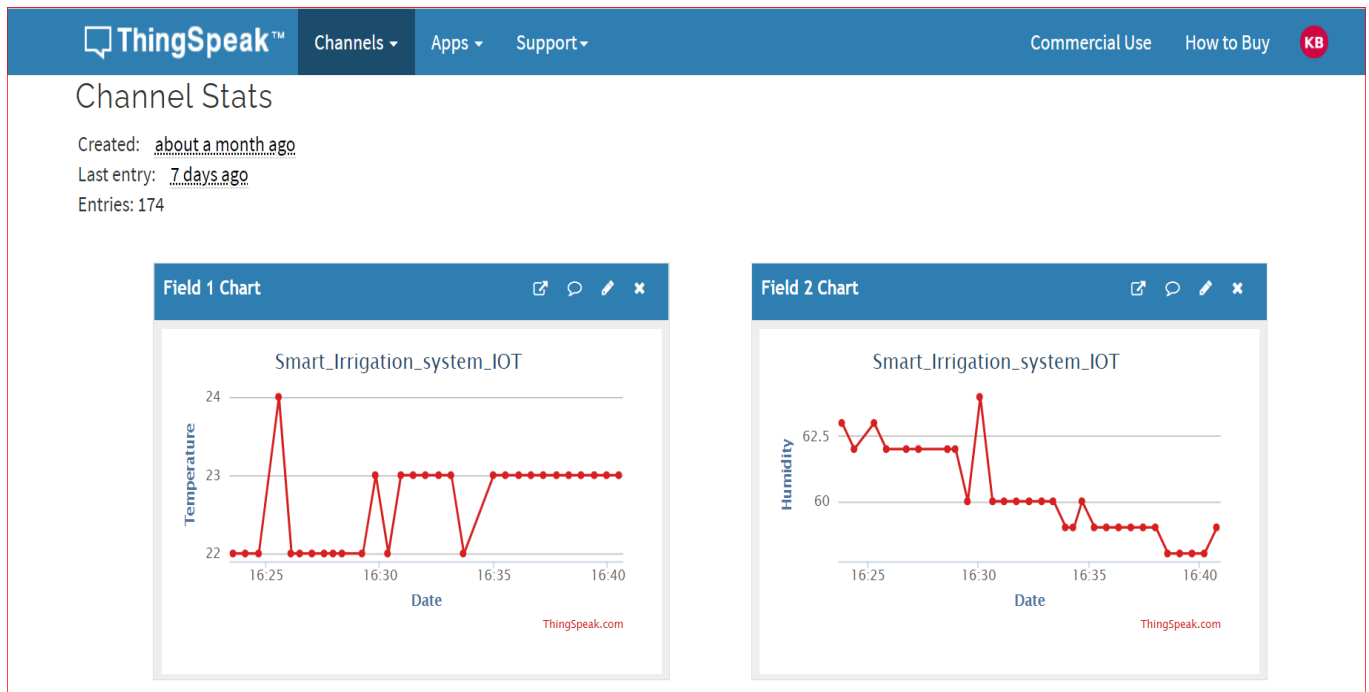 ThingSpeak™ Channels Apps Support Commercial Use How to Buy KB
Channel Stats
Created: about a month ago
Last entry: 7 days ago
Entries: 174
Field 1 Chart
Smart_Irrigation_system_IOT
24
23
22
Temperature
16:25 16:30 16:35 16:40
Date
ThingSpeak.com
Field 2 Chart
Smart_Irrigation_system_IOT
62.5
60
Humidity
16:25 16:30 16:35 16:40
Date
ThingSpeak.com